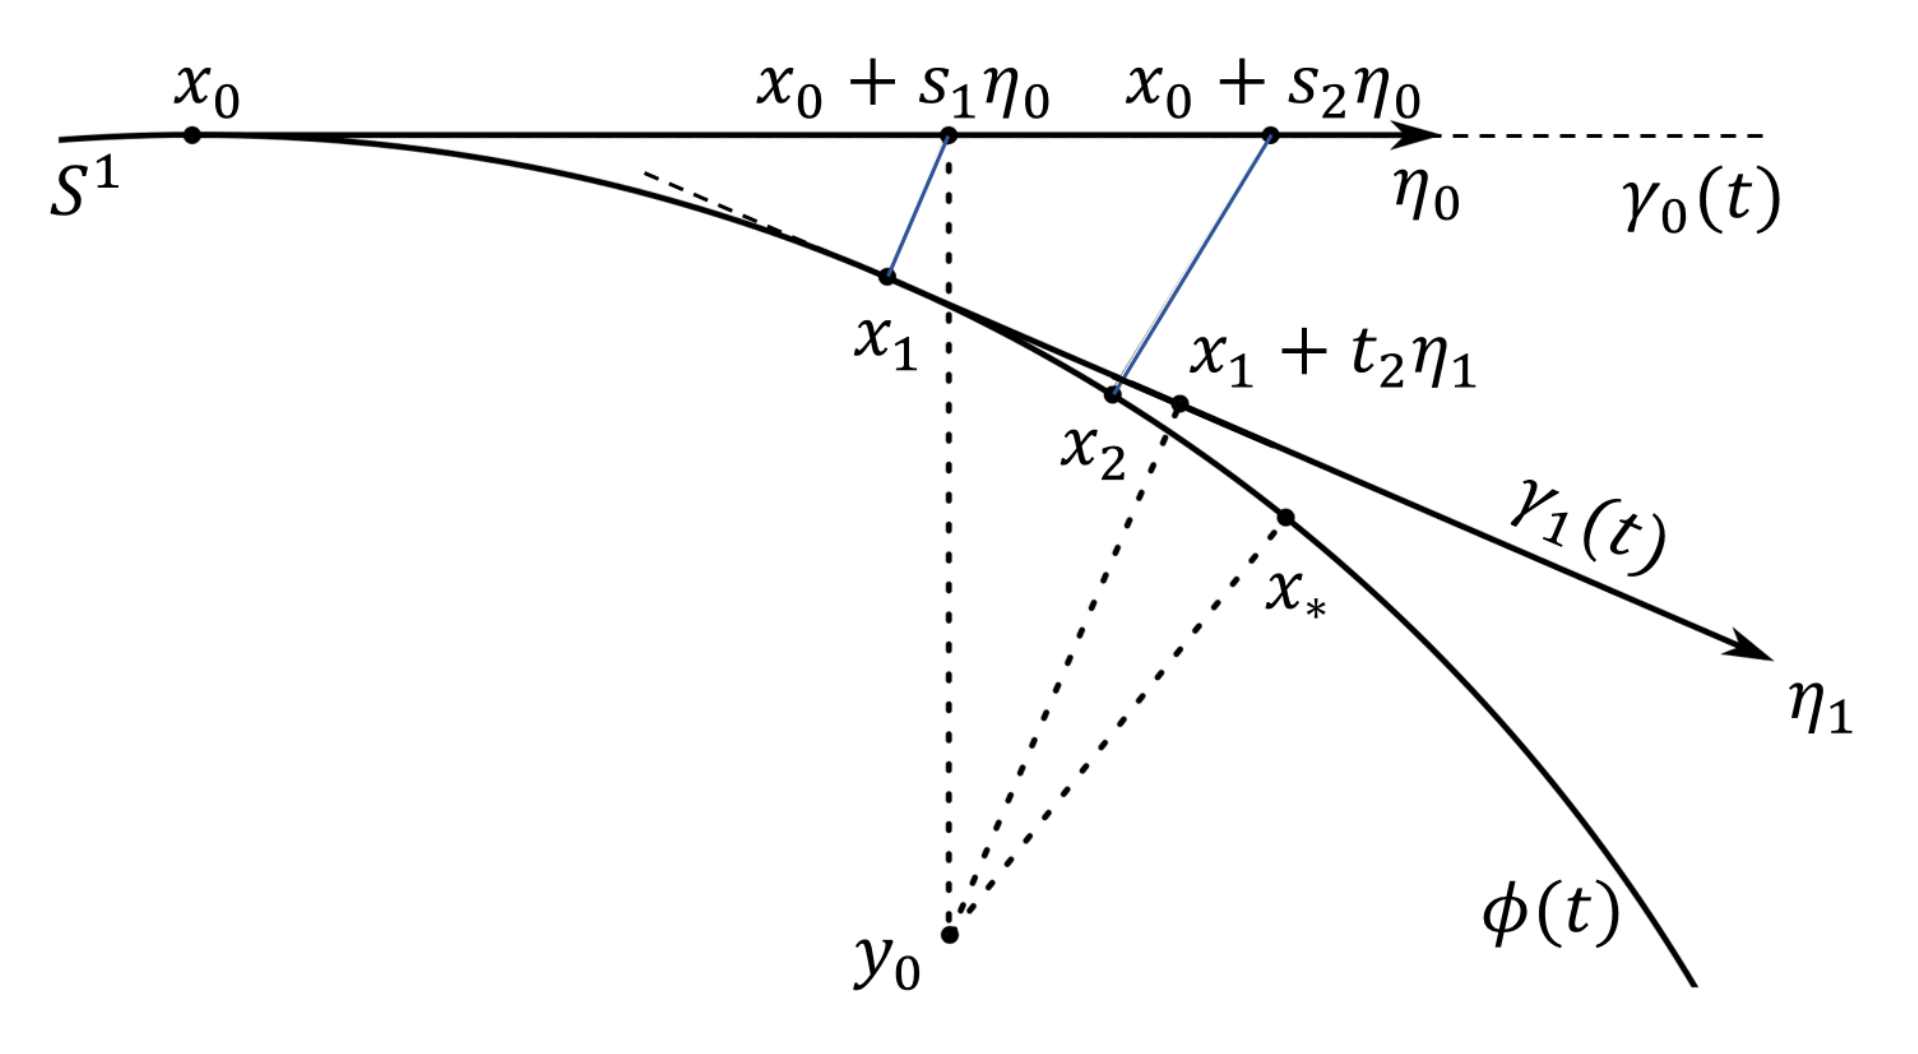 x₀ x₀ + s₁η₀ x₀ + s₂η₀
S¹ η₀ γ₀(t)
x₁ x₁ + t₂η₁
x₂
γ₁(t)
x⁎
η₁
ϕ(t)
y₀